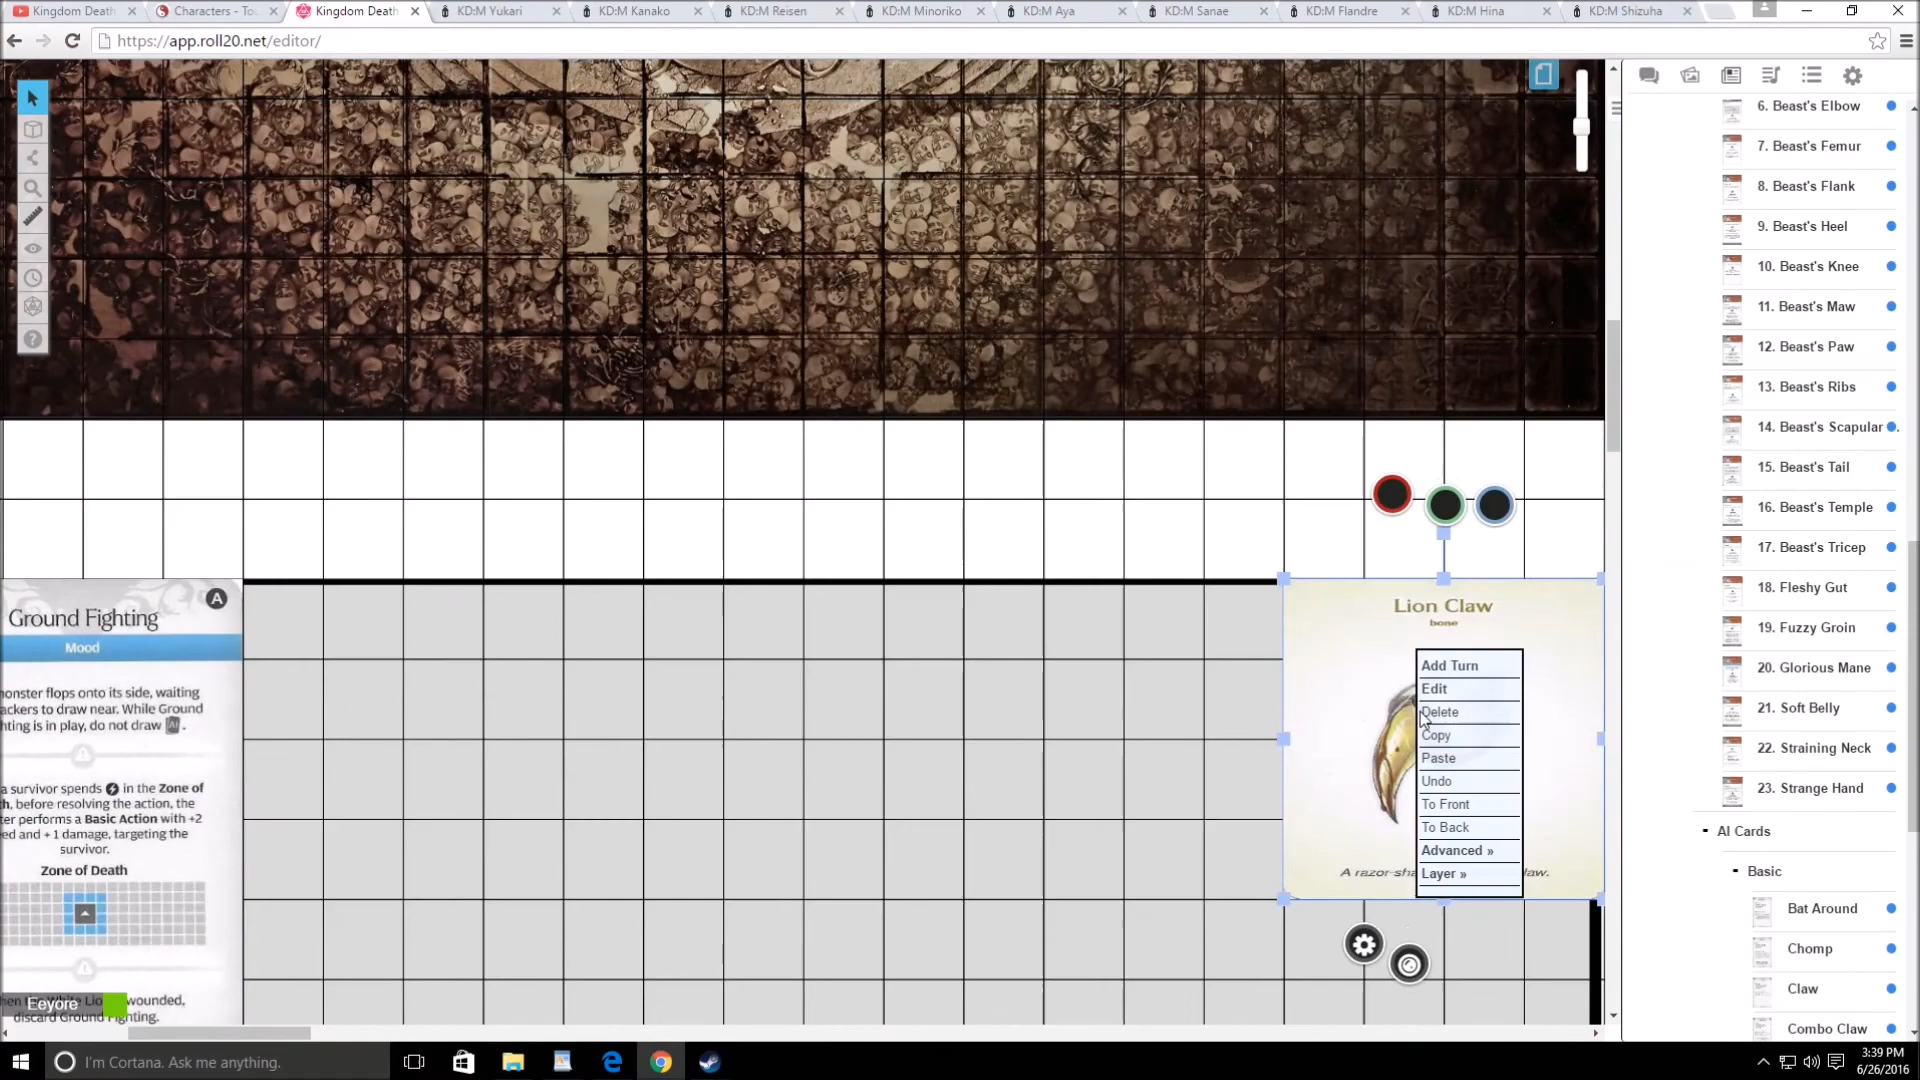 Kingdom Death
Characters - To
Kingdom Death
KD:M Yukari
KD:M Kanako
KD:M Reisen
KD:M Minoriko
KD:M Aya
KD:M Sanae
KD:M Flandre
KD:M Hina
KD:M Shizuha
https://app.roll20.net/editor/
6. Beast's Elbow
7. Beast's Femur
8. Beast's Flank
9. Beast's Heel
10. Beast's Knee
11. Beast's Maw
12. Beast's Paw
13. Beast's Ribs
14. Beast's Scapular
15. Beast's Tail
16. Beast's Temple
17. Beast's Tricep
18. Fleshy Gut
19. Fuzzy Groin
20. Glorious Mane
21. Soft Belly
22. Straining Neck
23. Strange Hand
AI Cards
Basic
Bat Around
Chomp
Claw
Combo Claw
A
Ground Fighting
Mood
onster flops onto its side, waiting
ackers to draw near. While Ground
hting is in play, do not draw AI.
a survivor spends in the Zone of
th, before resolving the action, the
ter performs a Basic Action with +2
eed and +1 damage, targeting the
survivor.
Zone of Death
wounded,
discard Ground Fighting.
Eeyore
Lion Claw
bone
A razor-sha
law.
Add Turn
Edit
Delete
Copy
Paste
Undo
To Front
To Back
Advanced »
Layer »
I'm Cortana. Ask me anything.
3:39 PM
6/26/2016